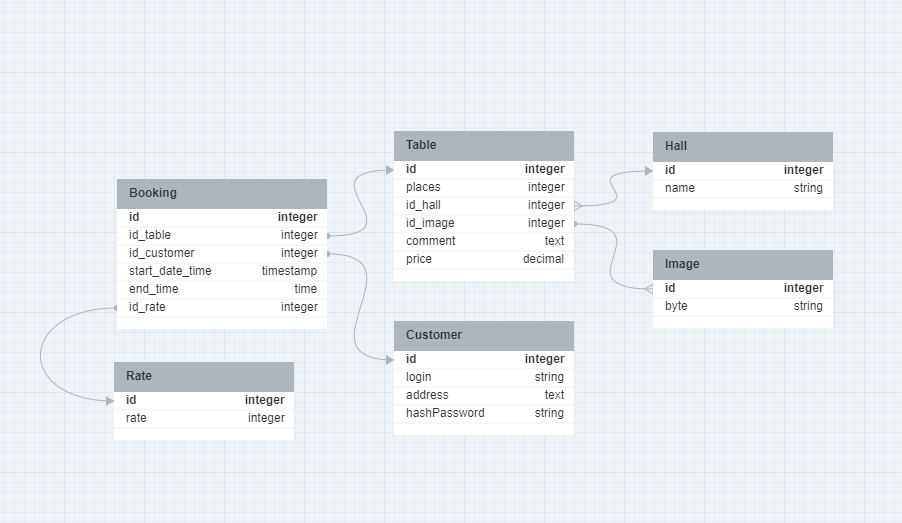 Booking
id integer
id_table integer
id_customer integer
start_date_time timestamp
end_time time
id_rate integer
Rate
id integer
rate integer
Table
id integer
places integer
id_hall integer
id_image integer
comment text
price decimal
Customer
id integer
login string
address text
hashPassword string
Hall
id integer
name string
Image
id integer
byte string